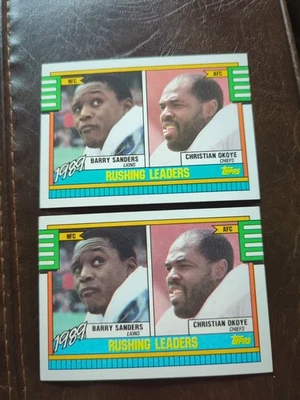 NFC AFC
BARRY SANDERS CHRISTIAN OKOYE
LIONS CHIEFS
1989 RUSHING LEADERS Topps
NFC AFC
BARRY SANDERS CHRISTIAN OKOYE
LIONS CHIEFS
1989 RUSHING LEADERS Topps